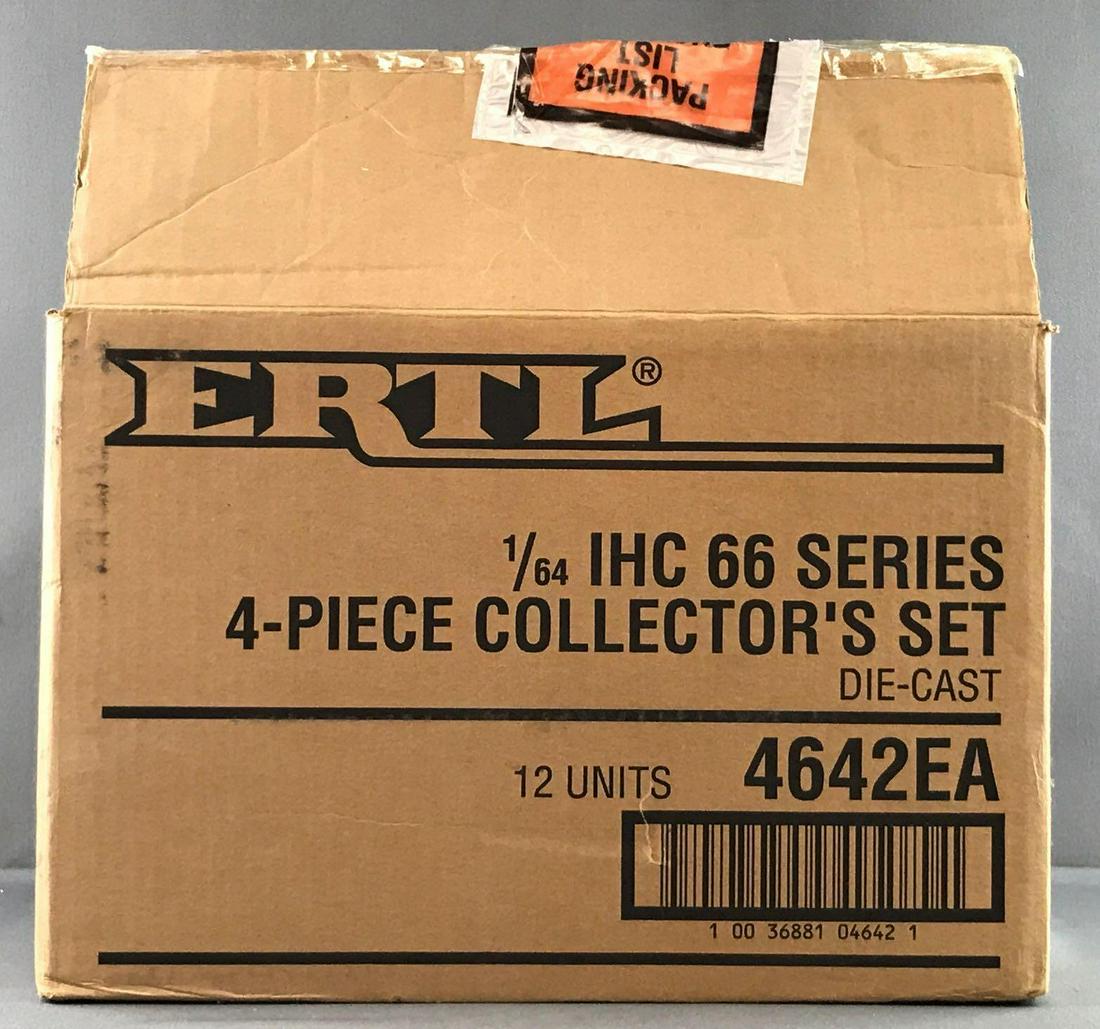 PACKING
LIST
ERTL®
1/64 IHC 66 SERIES
4-PIECE COLLECTOR'S SET
DIE-CAST
12 UNITS 4642EA
1 00 36881 04642 1